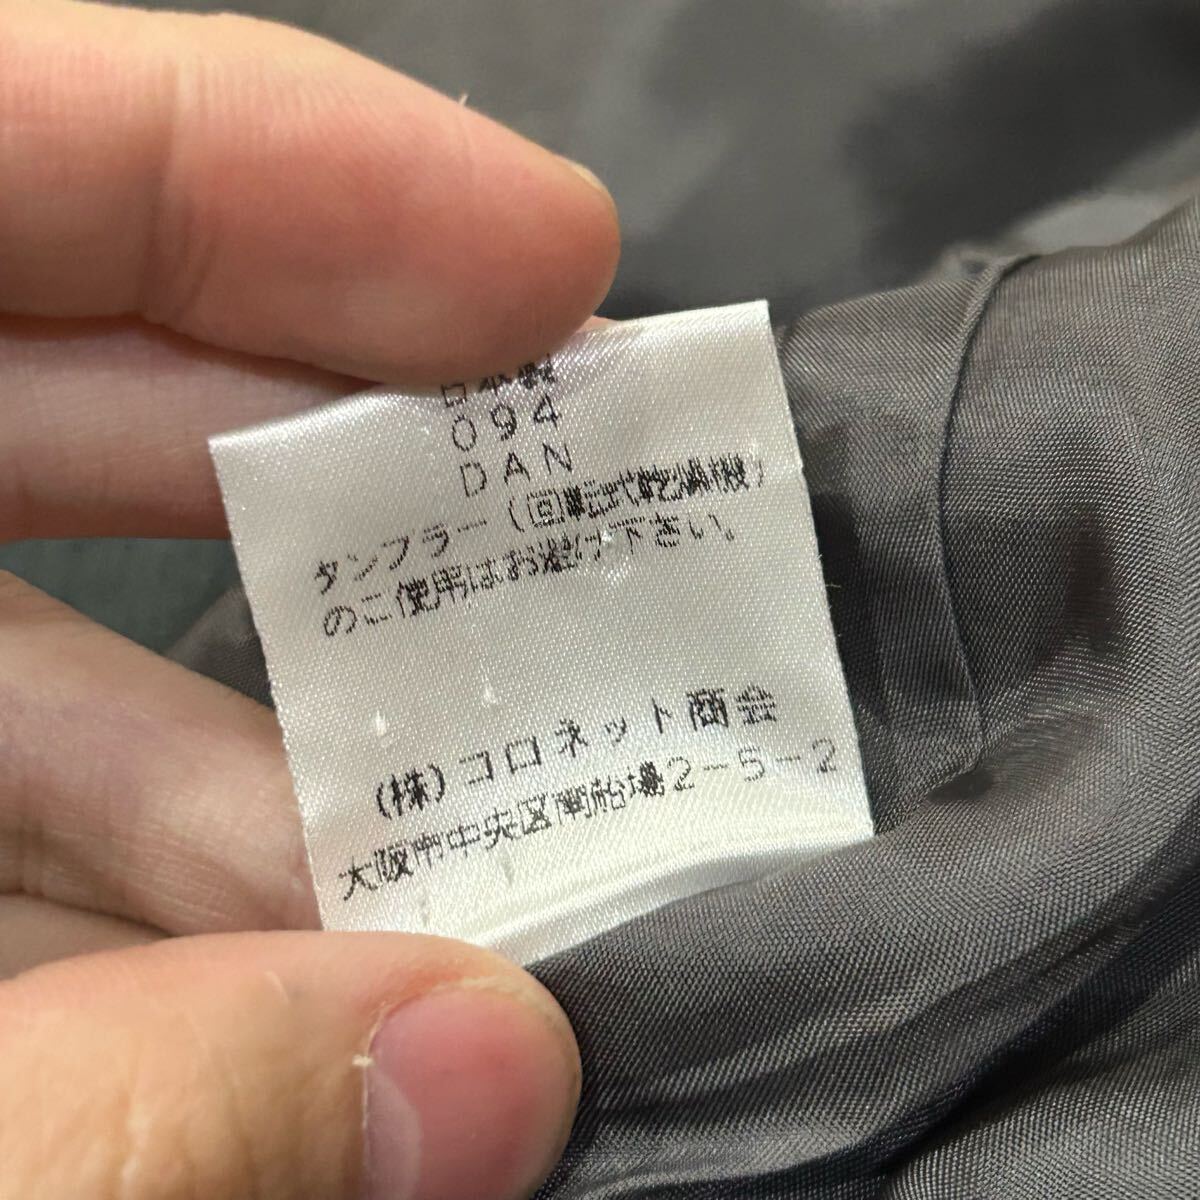 日本製
094
DAN
タンブラー(回転式乾燥機)
のご使用はお避け下さい。
(株)コロネット商会
大阪市中央区南船場2-5-2